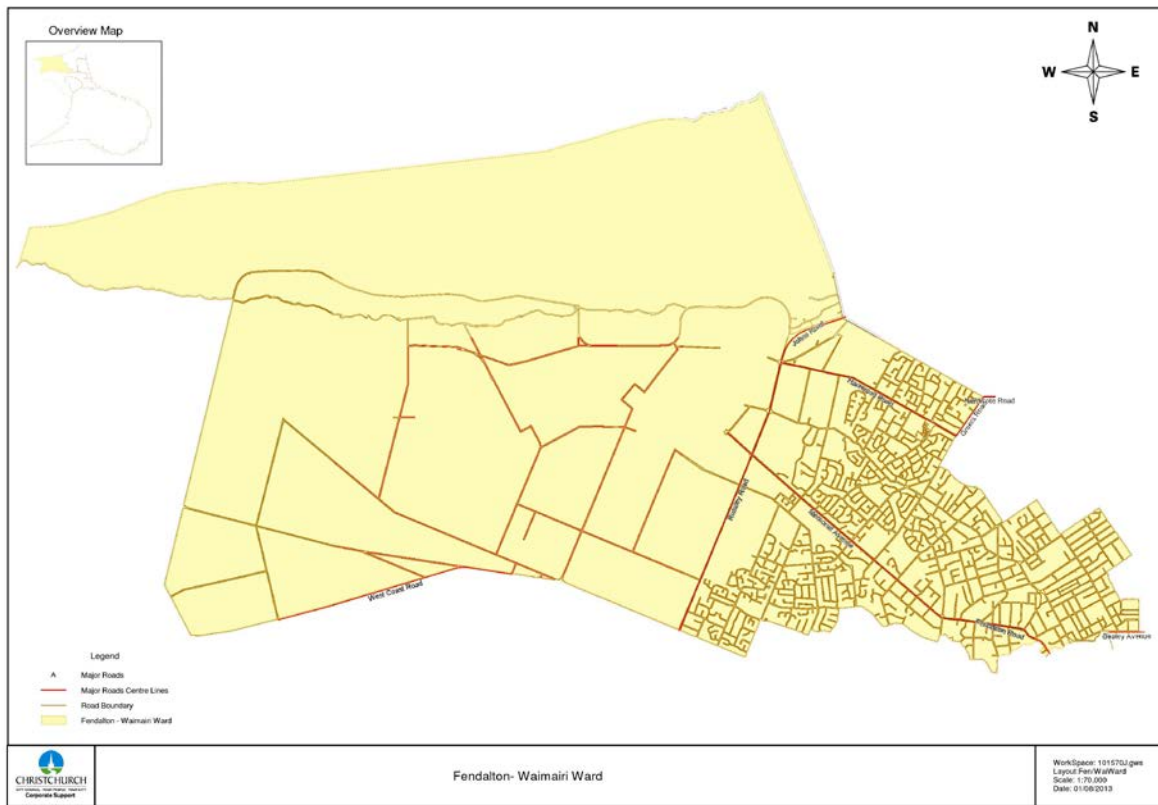 Overview Map
N
W E
S
Johns Road
Harewood Road
Greers Road
Russley Road
Memorial Avenue
West Coast Road
Fendalton Road
Bealey Avenue
Legend
A Major Roads
Major Roads Centre Lines
Road Boundary
Fendalton - Waimairi Ward
CHRISTCHURCH
Corporate Support
Fendalton- Waimairi Ward
WorkSpace: 101570J.gws
Layout:Fen/WaiWard
Scale: 1:70,000
Date: 01/08/2013